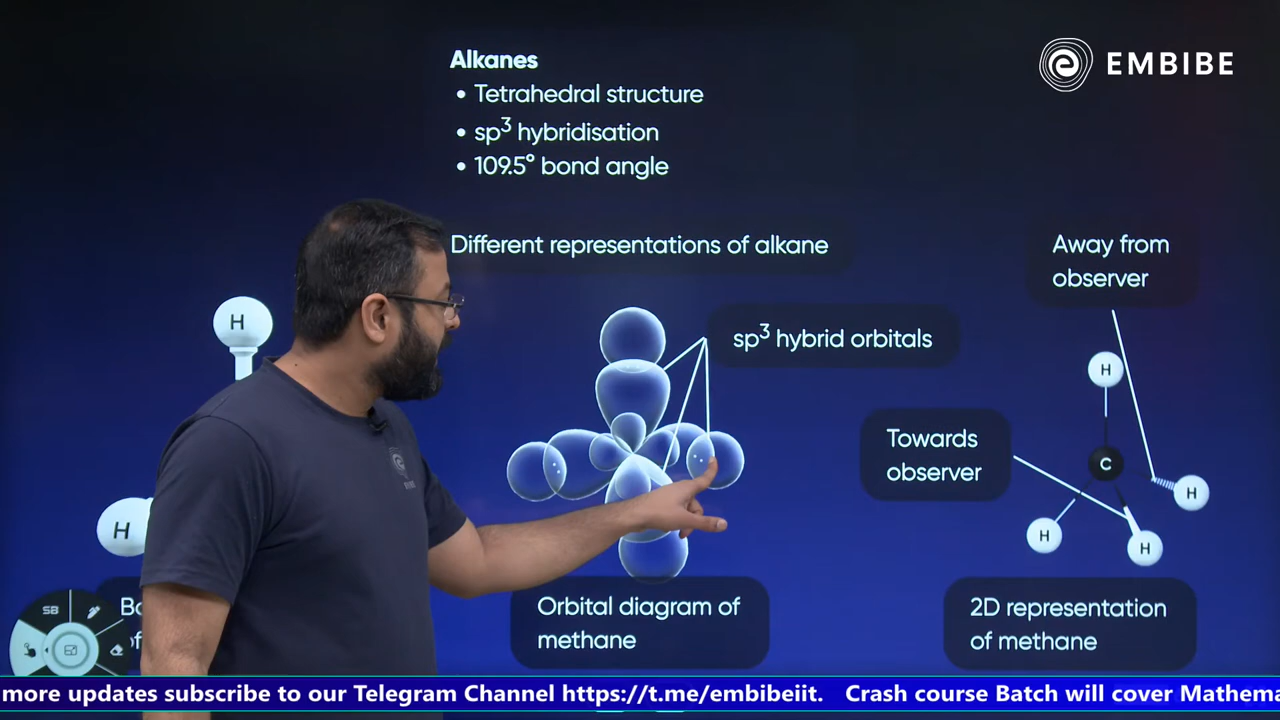 EMBIBE
Alkanes
• Tetrahedral structure
• sp³ hybridisation
• 109.5° bond angle
Different representations of alkane
Away from
observer
H
sp³ hybrid orbitals
H
Towards
observer
C
H
H
H
H
SB
Orbital diagram of
methane
2D representation
of methane
more updates subscribe to our Telegram Channel https://t.me/embibeiit. Crash course Batch will cover